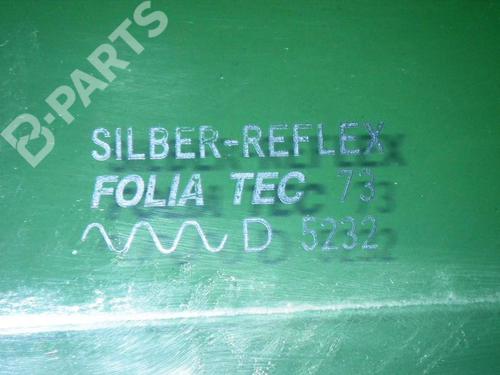 B-PARTS
SILBER-REFLEX
FOLIA TEC 73
D 5232